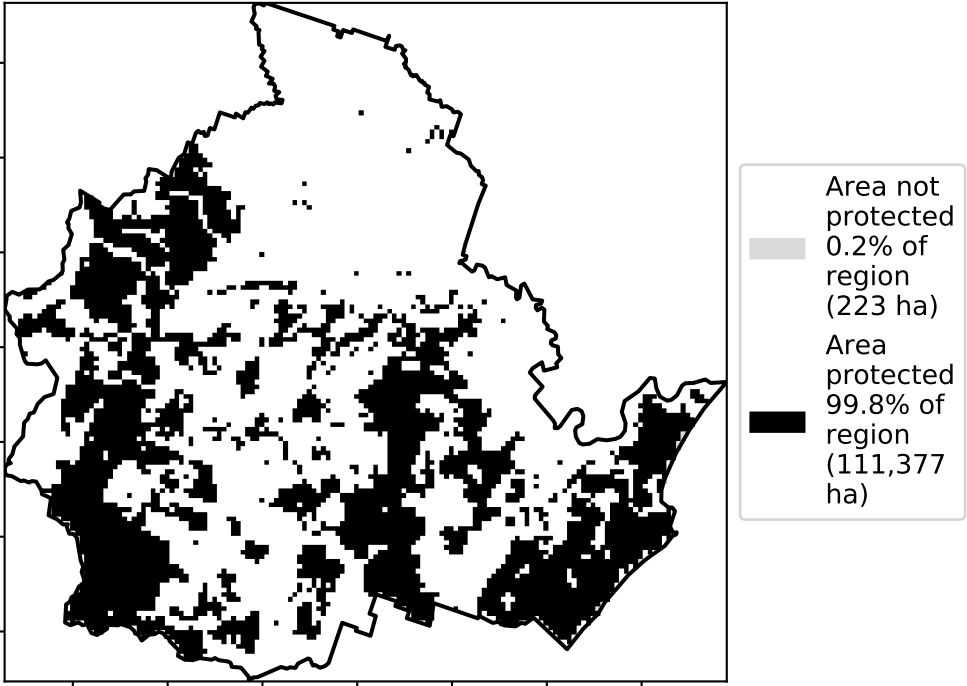 Area not
protected
0.2% of
region
(223 ha)
Area
protected
99.8% of
region
(111,377
ha)